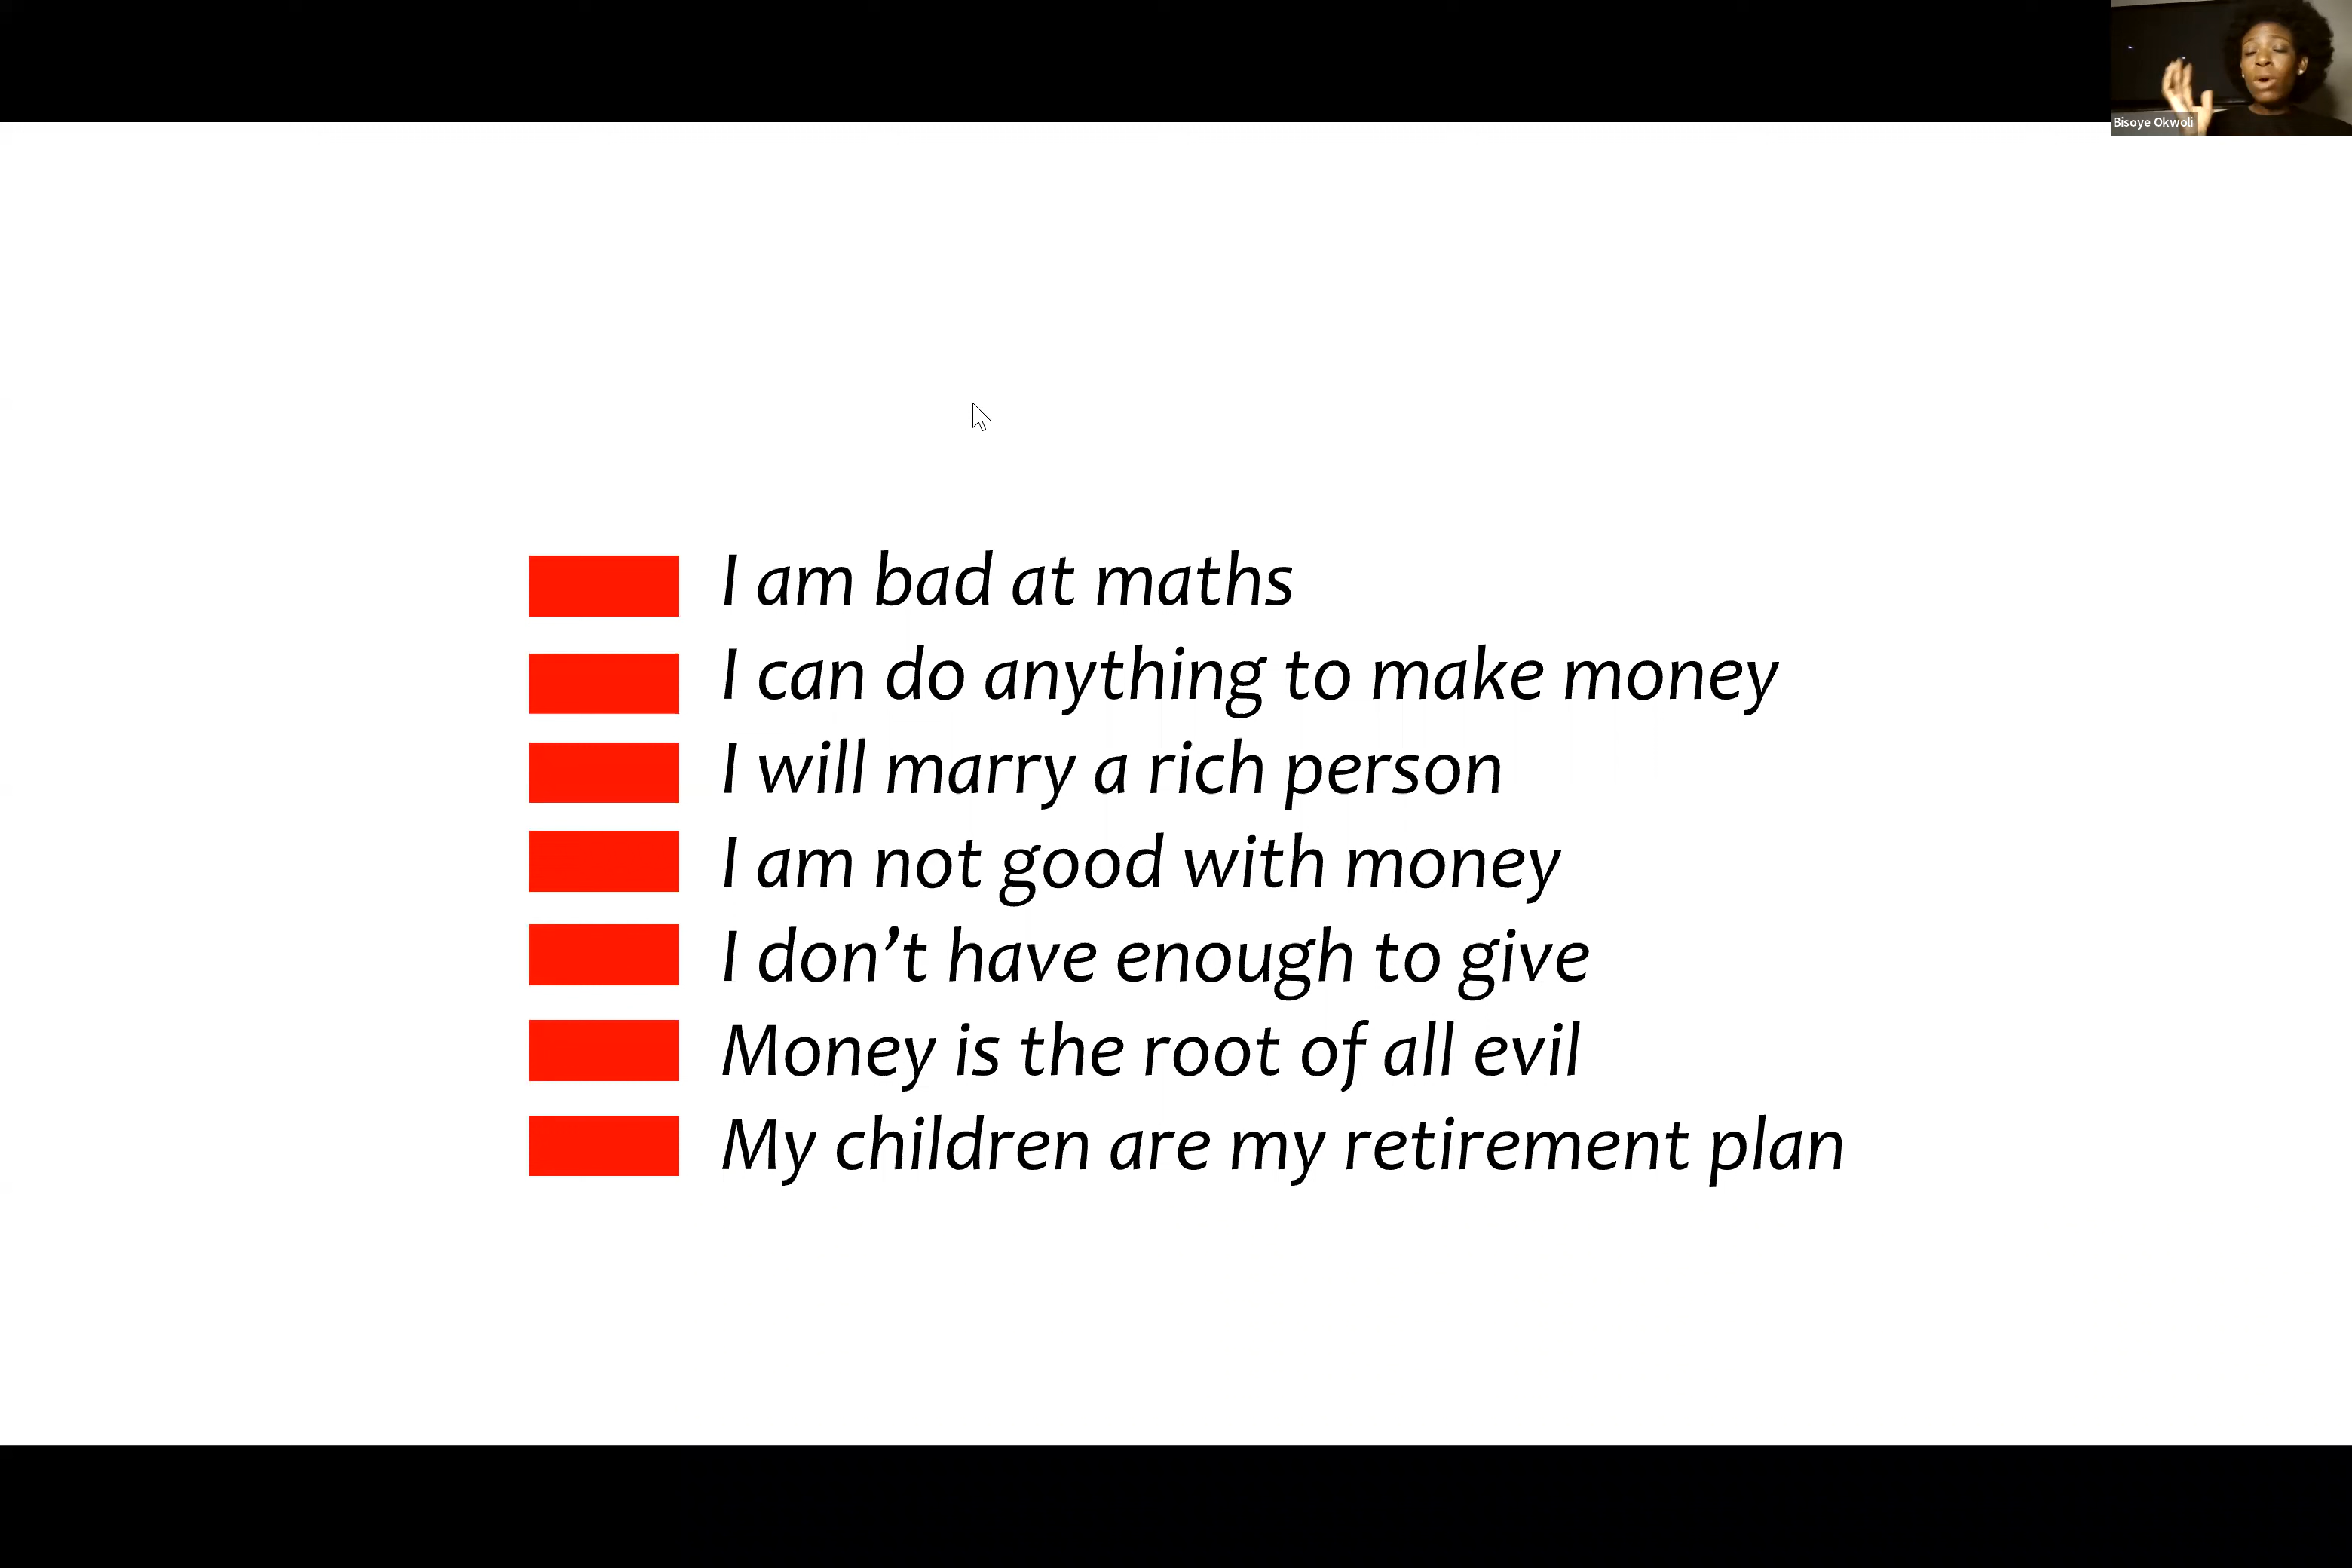 Bisoye Okwoli
I am bad at maths
I can do anything to make money
I will marry a rich person
I am not good with money
I don’t have enough to give
Money is the root of all evil
My children are my retirement plan